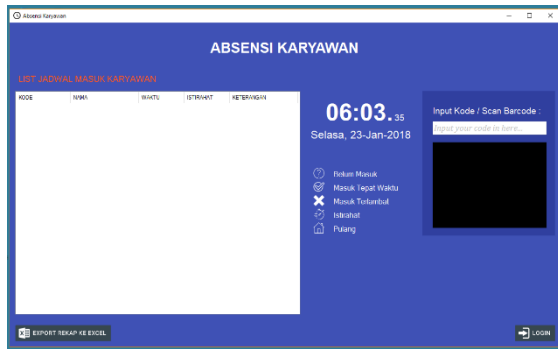 Absensi Karyawan
ABSENSI KARYAWAN
LIST JADWAL MASUK KARYAWAN
KODE NAMA WAKTU ISTIRAHAT KETERANGAN
06:03. 35
Selasa, 23-Jan-2018
Belum Masuk
Masuk Tepat Waktu
Masuk Terlambat
Istirahat
Pulang
Input Kode / Scan Barcode :
Input your code in here..
EXPORT REKAP KE EXCEL
LOGIN